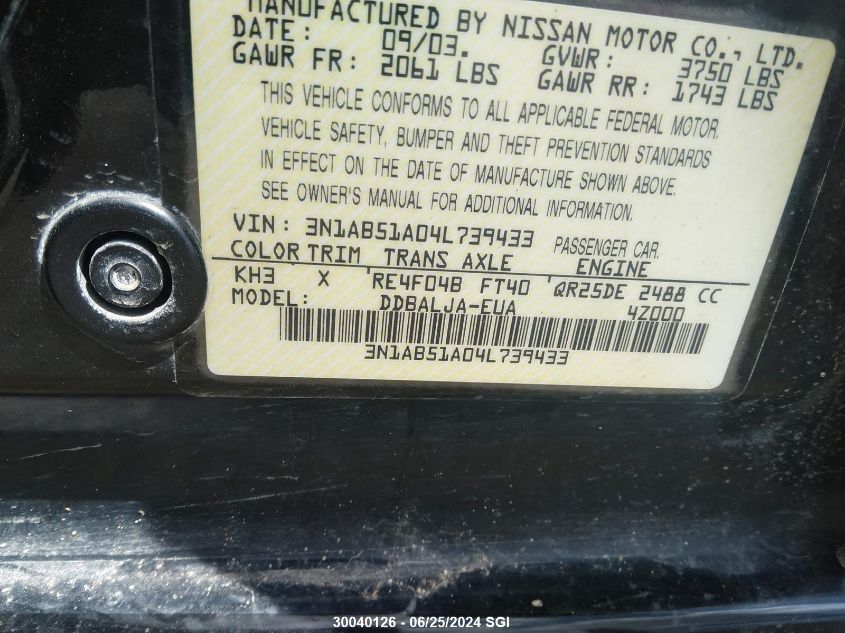 MANUFACTURED BY NISSAN MOTOR CO., LTD.
DATE: 09/03. GVWR: 3750 LBS
GAWR FR: 2061 LBS GAWR RR: 1743 LBS
THIS VEHICLE CONFORMS TO ALL APPLICABLE FEDERAL MOTOR
VEHICLE SAFETY, BUMPER AND THEFT PREVENTION STANDARDS
IN EFFECT ON THE DATE OF MANUFACTURE SHOWN ABOVE.
SEE OWNER'S MANUAL FOR ADDITIONAL INFORMATION.
VIN: 3N1AB51A04L739433 PASSENGER CAR.
COLOR TRIM TRANS AXLE ENGINE
KH3 X RE4F04B FT40 QR25DE 2488 CC
MODEL: DDBALJA-EUA 4Z000
3N1AB51A04L739433
30040126 - 06/25/2024 SGI